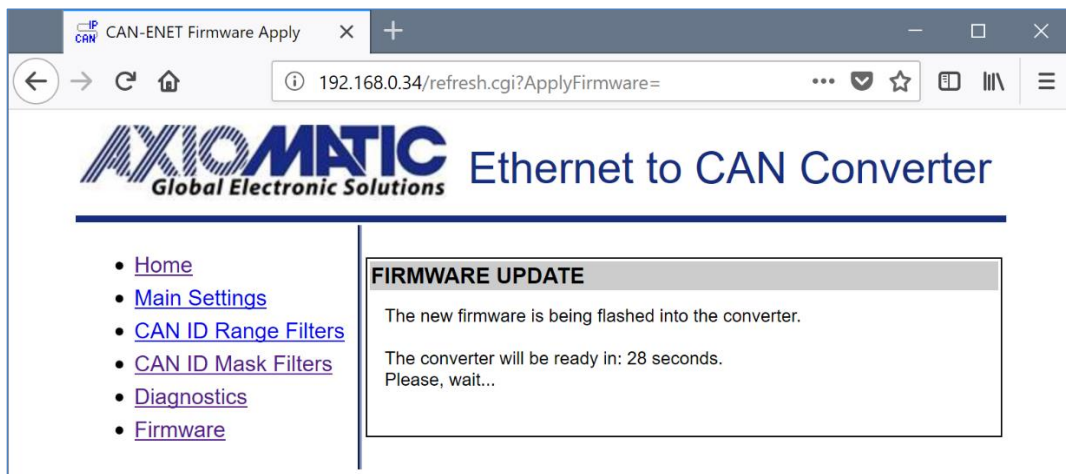 IP
CAN
CAN-ENET Firmware Apply
192.168.0.34/refresh.cgi?ApplyFirmware=
AXIOMATIC
Global Electronic Solutions
Ethernet to CAN Converter
• Home
• Main Settings
• CAN ID Range Filters
• CAN ID Mask Filters
• Diagnostics
• Firmware
FIRMWARE UPDATE
The new firmware is being flashed into the converter.
The converter will be ready in: 28 seconds.
Please, wait...